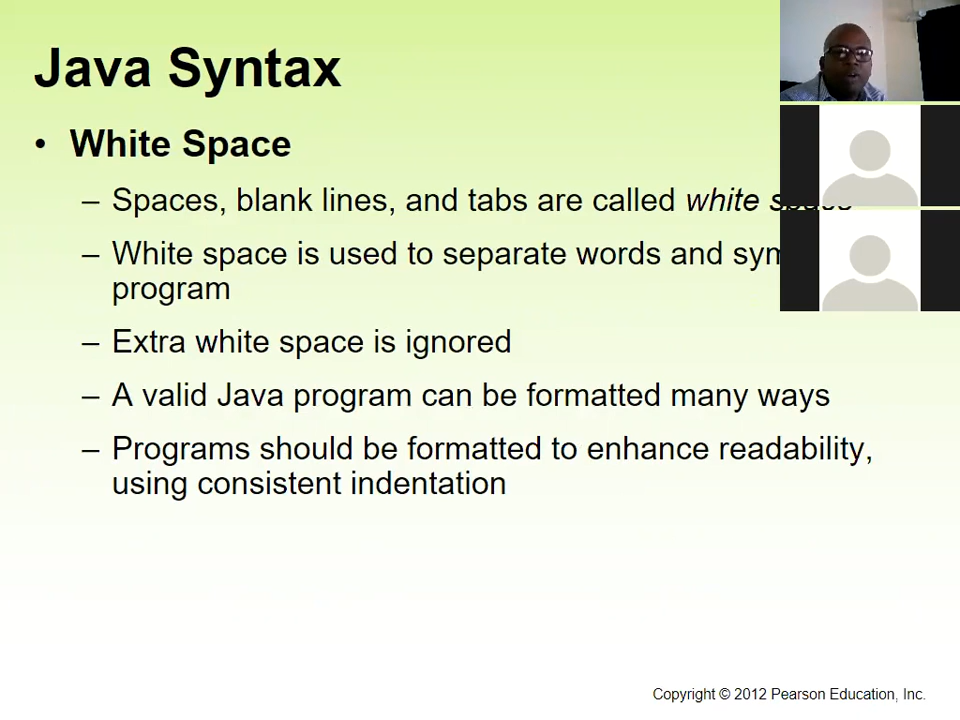 Java Syntax
• White Space
– Spaces, blank lines, and tabs are called white space
– White space is used to separate words and
program
– Extra white space is ignored
– A valid Java program can be formatted many ways
– Programs should be formatted to enhance readability,
using consistent indentation
Copyright © 2012 Pearson Education, Inc.